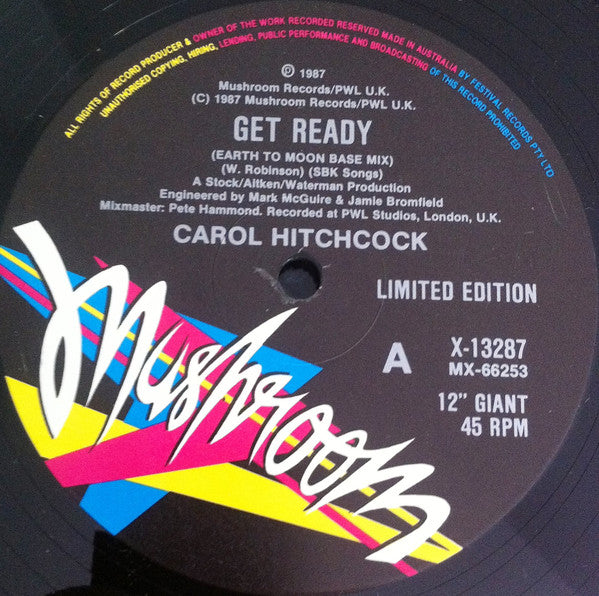 ALL RIGHTS OF RECORD PRODUCER & OWNER OF THE WORK RECORDED RESERVED MADE IN AUSTRALIA BY FESTIVAL RECORDS PTY LTD
UNAUTHORISED COPYING, HIRING, LENDING, PUBLIC PERFORMANCE AND BROADCASTING OF THIS RECORD PROHIBITED
℗ 1987
Mushroom Records/PWL U.K.
(C) 1987 Mushroom Records/PWL U.K.
GET READY
(EARTH TO MOON BASE MIX)
(W. Robinson) (SBK Songs)
A Stock/Aitken/Waterman Production
Engineered by Mark McGuire & Jamie Bromfield
Mixmaster: Pete Hammond. Recorded at PWL Studios, London, U.K.
CAROL HITCHCOCK
LIMITED EDITION
A
X-13287
MX-66253
12” GIANT
45 RPM
Mushroom